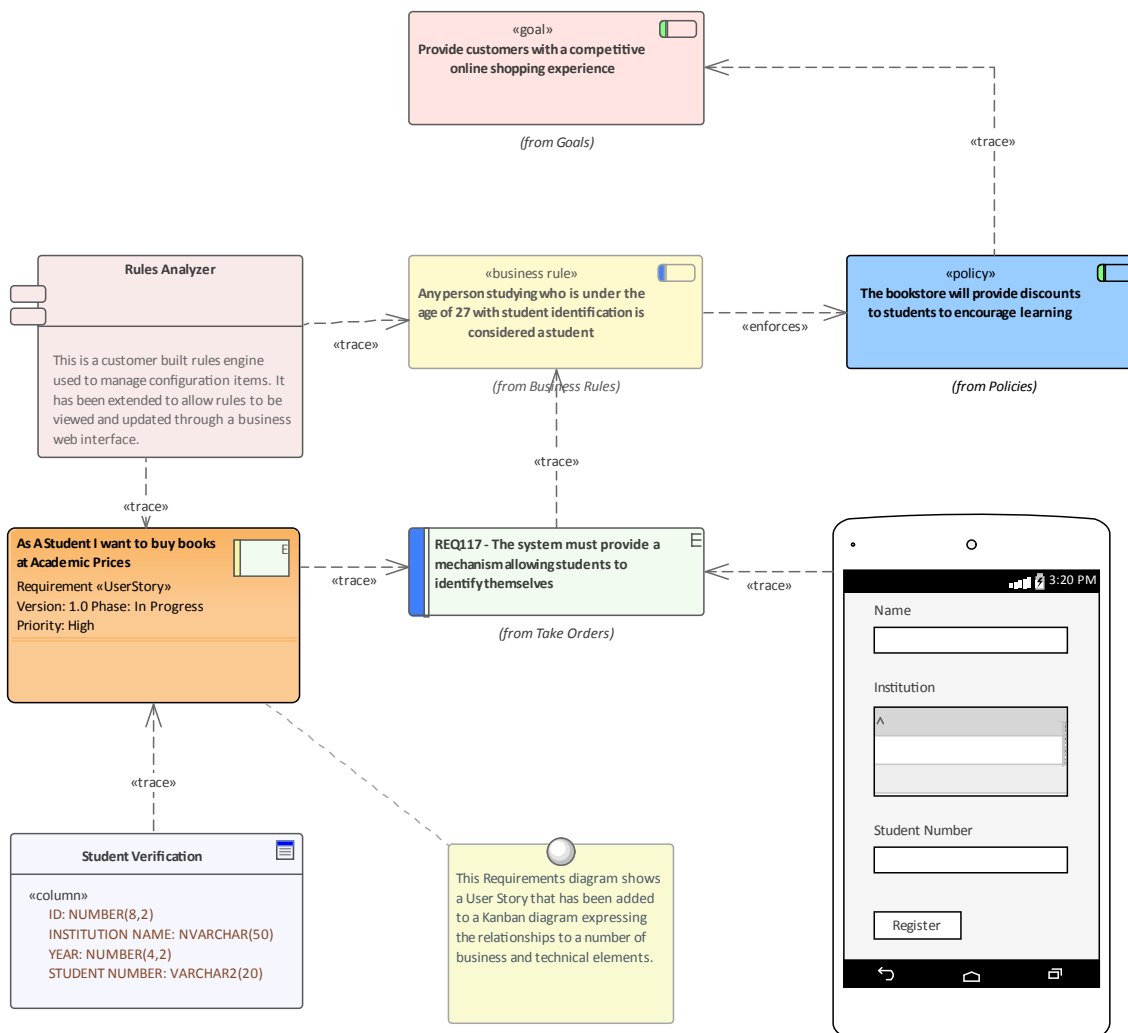 «goal»
Provide customers with a competitive
online shopping experience
(from Goals)
«trace»
Rules Analyzer
This is a customer built rules engine
used to manage configuration items. It
has been extended to allow rules to be
viewed and updated through a business
web interface.
«trace»
«business rule»
Any person studying who is under the
age of 27 with student identification is
considered a student
(from Business Rules)
«enforces»
«policy»
The bookstore will provide discounts
to students to encourage learning
(from Policies)
«trace»
«trace»
As A Student I want to buy books
at Academic Prices
Requirement «UserStory»
Version: 1.0 Phase: In Progress
Priority: High
E
«trace»
REQ117 - The system must provide a
mechanism allowing students to
identify themselves
E
(from Take Orders)
«trace»
3:20 PM
Name
Institution
^
Student Number
Register
«trace»
Student Verification
«column»
ID: NUMBER(8,2)
INSTITUTION NAME: NVARCHAR(50)
YEAR: NUMBER(4,2)
STUDENT NUMBER: VARCHAR2(20)
This Requirements diagram shows
a User Story that has been added
to a Kanban diagram expressing
the relationships to a number of
business and technical elements.